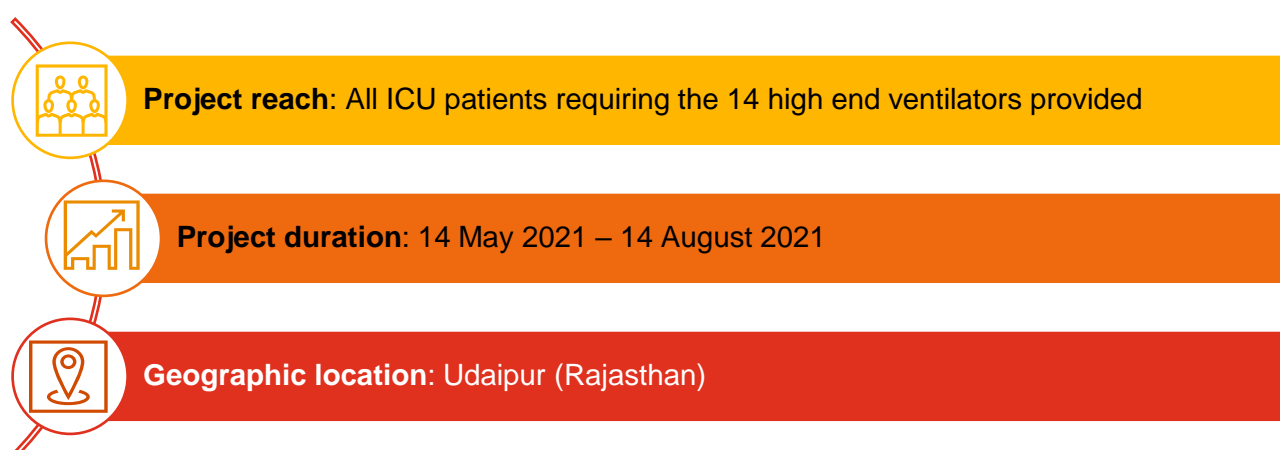 Project reach: All ICU patients requiring the 14 high end ventilators provided
Project duration: 14 May 2021 – 14 August 2021
Geographic location: Udaipur (Rajasthan)